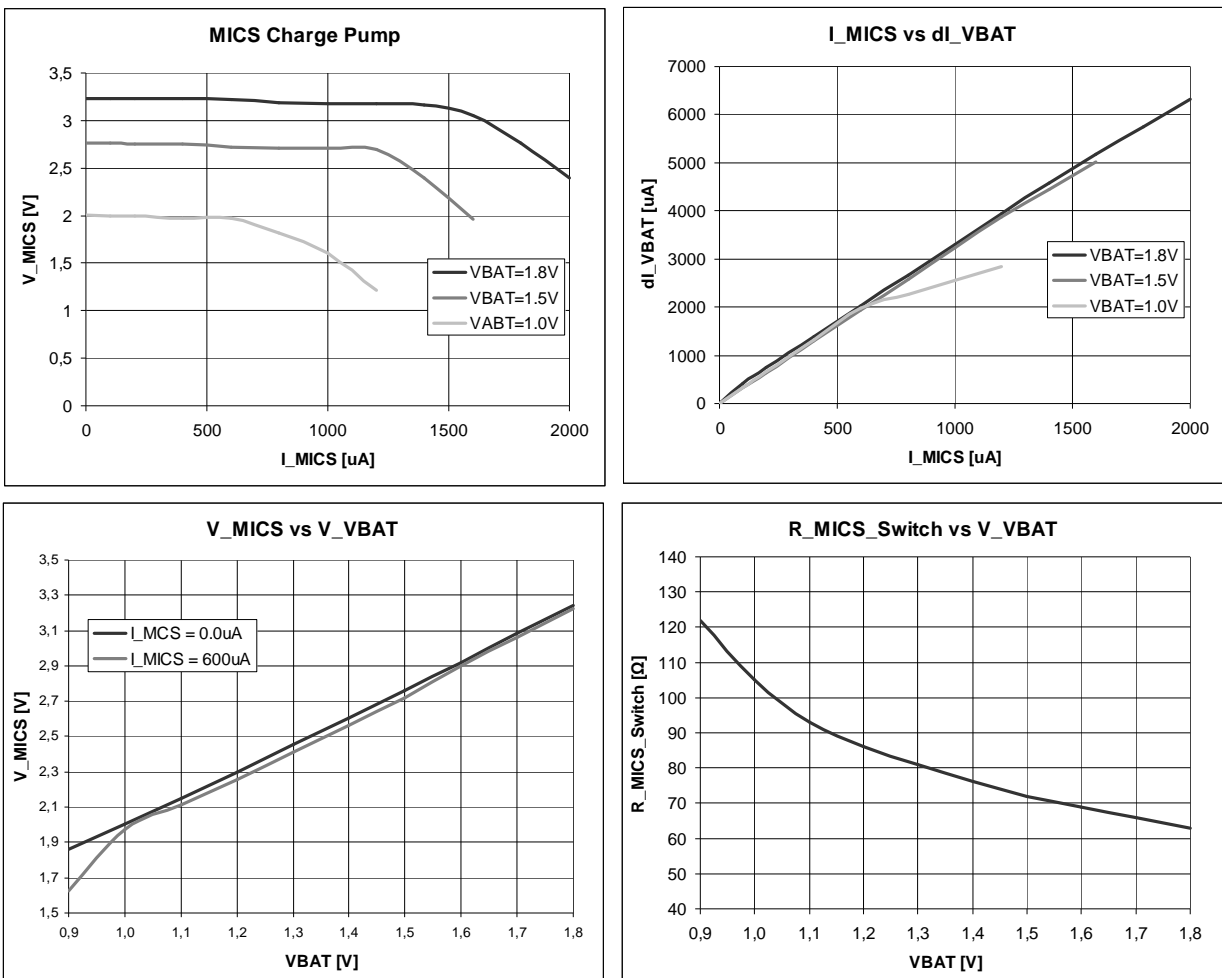 MICS Charge Pump
V_MICS [V]
3,5
3
2,5
2
1,5
1
0,5
0
VBAT=1.8V
VBAT=1.5V
VABT=1.0V
0 500 1000 1500 2000
I_MICS [uA]
I_MICS vs dI_VBAT
dI_VBAT [uA]
7000
6000
5000
4000
3000
2000
1000
0
VBAT=1.8V
VBAT=1.5V
VBAT=1.0V
0 500 1000 1500 2000
I_MICS [uA]
V_MICS vs V_VBAT
V_MICS [V]
3,5
3,3
3,1
2,9
2,7
2,5
2,3
2,1
1,9
1,7
1,5
I_MCS = 0.0uA
I_MICS = 600uA
0,9 1,0 1,1 1,2 1,3 1,4 1,5 1,6 1,7 1,8
VBAT [V]
R_MICS_Switch vs V_VBAT
R_MICS_Switch [Ω]
140
130
120
110
100
90
80
70
60
50
40
0,9 1,0 1,1 1,2 1,3 1,4 1,5 1,6 1,7 1,8
VBAT [V]